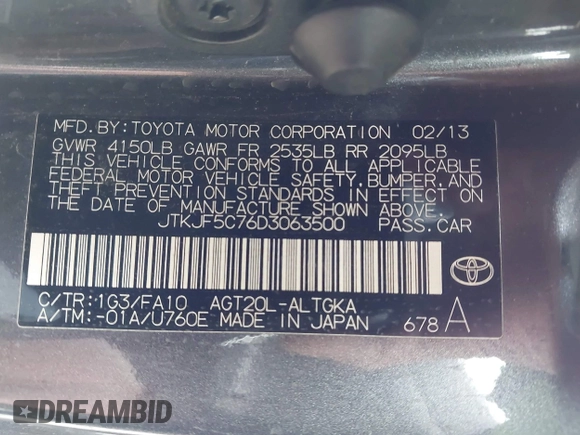 MFD.BY:TOYOTA MOTOR CORPORATION 02/13
GVWR 4150LB GAWR FR 2535LB RR 2095LB
THIS VEHICLE CONFORMS TO ALL APPLICABLE
FEDERAL MOTOR VEHICLE SAFETY, BUMPER, AND
THEFT PREVENTION STANDARDS IN EFFECT ON
THE DATE OF MANUFACTURE SHOWN ABOVE.
JTKJF5C76D3063500 PASS.CAR
C/TR:1G3/FA10 AGT20L-ALTGKA
A/TM:-01A/U760E MADE IN JAPAN 678 A
DREAMBID